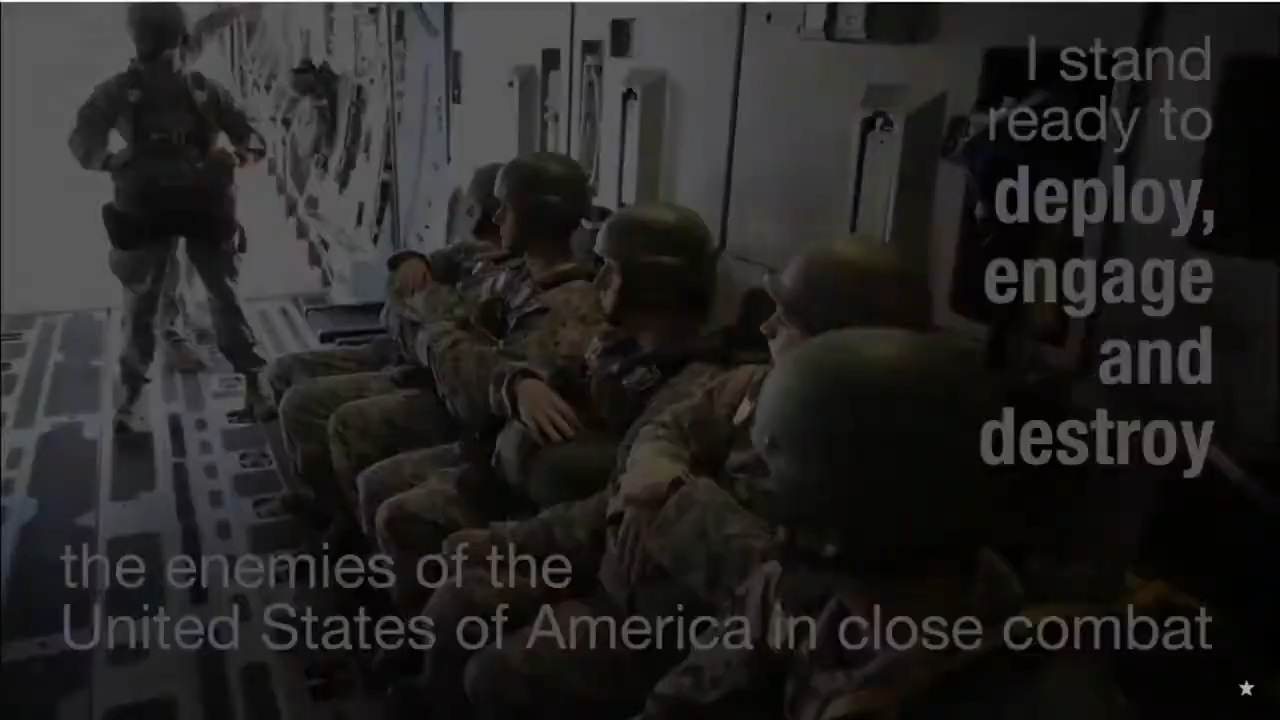 I stand
ready to
deploy,
engage
and
destroy
the enemies of the
United States of America in close combat